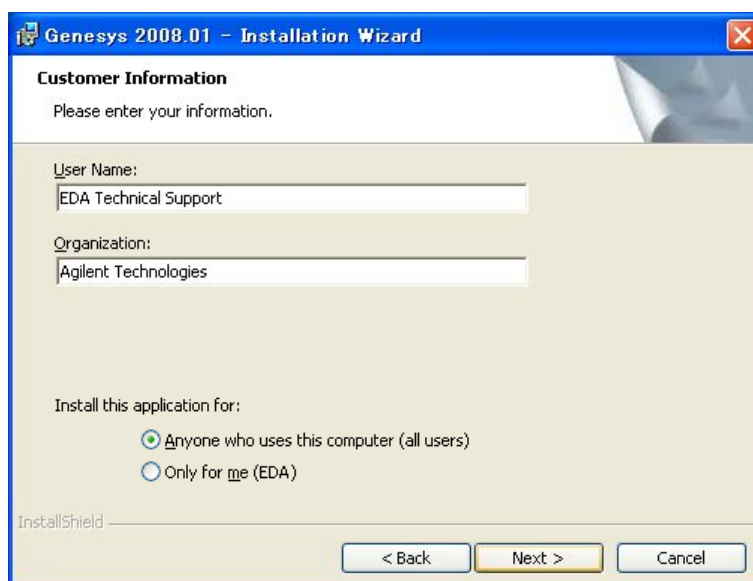 Genesys 2008.01 - Installation Wizard
Customer Information
Please enter your information.
User Name:
EDA Technical Support
Organization:
Agilent Technologies
Install this application for:
Anyone who uses this computer (all users)
Only for me (EDA)
InstallShield
< Back Next > Cancel